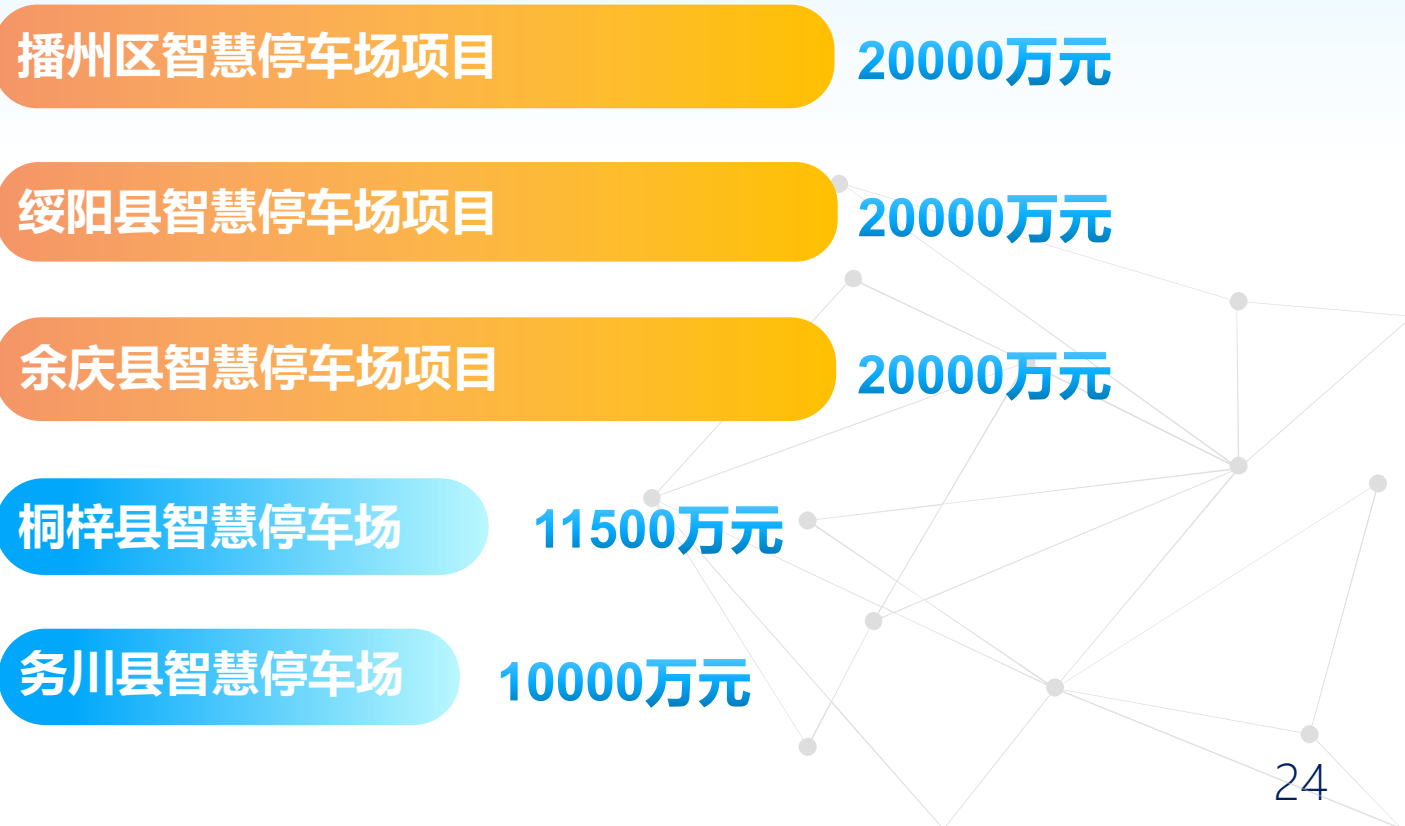 播州区智慧停车场项目 20000万元
绥阳县智慧停车场项目 20000万元
余庆县智慧停车场项目 20000万元
桐梓县智慧停车场 11500万元
务川县智慧停车场 10000万元
24